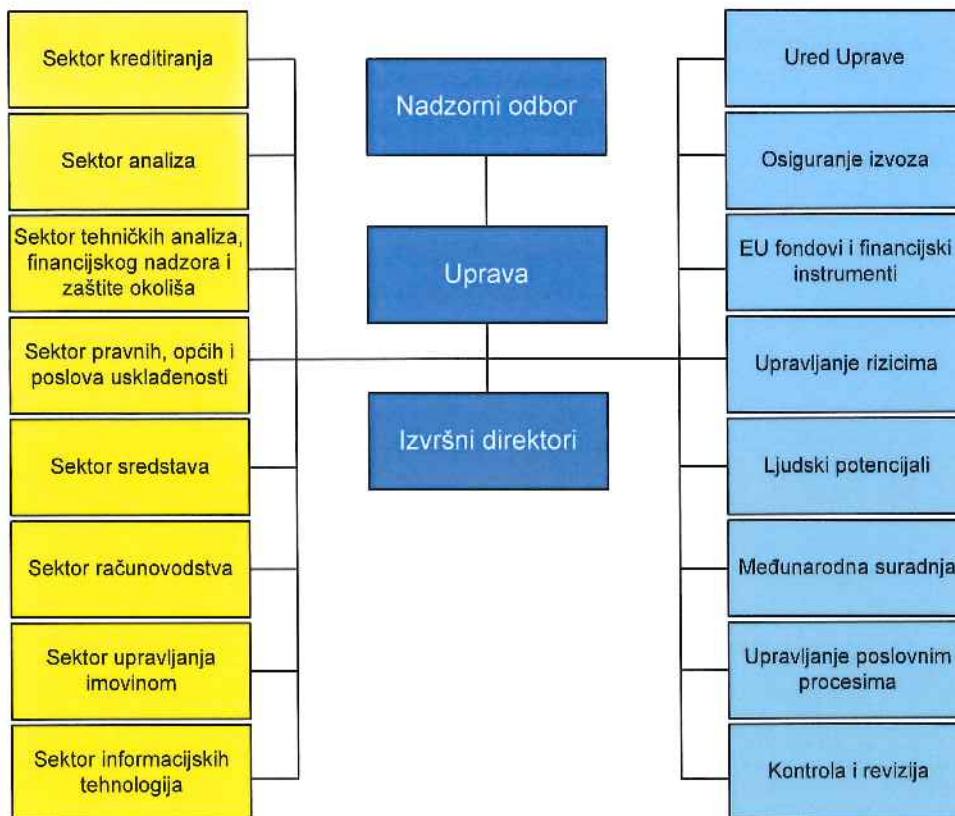 Sektor kreditiranja
Sektor analiza
Sektor tehničkih analiza,
financijskog nadzora i
zaštite okoliša
Sektor pravnih, općih i
poslova usklađenosti
Sektor sredstava
Sektor računovodstva
Sektor upravljanja
imovinom
Sektor informacijskih
tehnologija
Nadzorni odbor
Uprava
Izvršni direktori
Ured Uprave
Osiguranje izvoza
EU fondovi i financijski
instrumenti
Upravljanje rizicima
Ljudski potencijali
Međunarodna suradnja
Upravljanje poslovnim
procesima
Kontrola i revizija